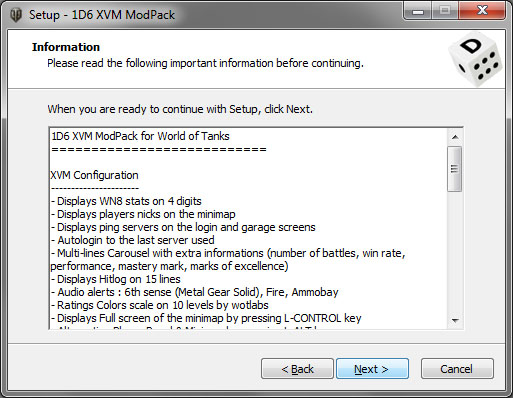 Setup - 1D6 XVM ModPack
Information
Please read the following important information before continuing.
D
When you are ready to continue with Setup, click Next.
1D6 XVM ModPack for World of Tanks
===========================
XVM Configuration
----------------------
- Displays WN8 stats on 4 digits
- Displays players nicks on the minimap
- Displays ping servers on the login and garage screens
- Autologin to the last server used
- Multi-lines Carousel with extra informations (number of battles, win rate,
performance, mastery mark, marks of excellence)
- Displays Hitlog on 15 lines
- Audio alerts : 6th sense (Metal Gear Solid), Fire, Ammobay
- Ratings Colors scale on 10 levels by wotlabs
- Displays Full screen of the minimap by pressing L-CONTROL key
< Back
Next >
Cancel